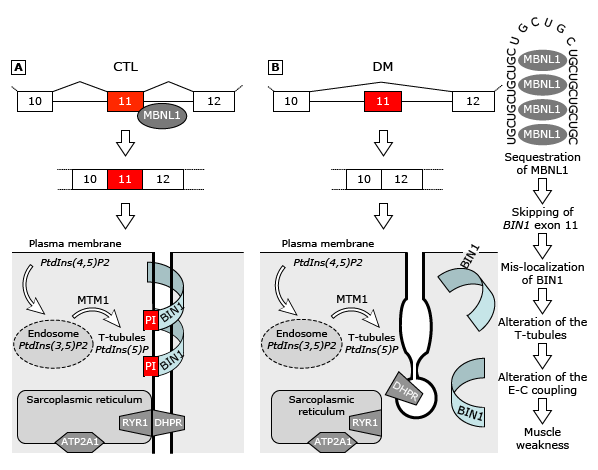 A
CTL
10
11
12
MBNL1
10
11
12
Plasma membrane
PtdIns(4,5)P2
MTM1
Endosome
PtdIns(3,5)P2
T-tubules
PtdIns(5)P
PI
BIN1
PI
BIN1
Sarcoplasmic reticulum
RYR1
DHPR
ATP2A1
B
DM
10
11
12
10
12
Plasma membrane
PtdIns(4,5)P2
MTM1
Endosome
PtdIns(3,5)P2
T-tubules
PtdIns(5)P
BIN1
BIN1
DHPR
Sarcoplasmic
reticulum
RYR1
ATP2A1
UGCUGCUGCUGCUGCUGCUGCUGCUGC
MBNL1
MBNL1
MBNL1
MBNL1
Sequestration
of MBNL1
Skipping of
BIN1 exon 11
Mis-localization
of BIN1
Alteration of the
T-tubules
Alteration of the
E-C coupling
Muscle
weakness